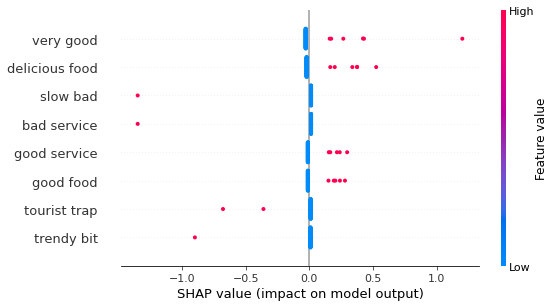 High
very good
delicious food
slow bad
bad service
good service
good food
tourist trap
trendy bit
Feature value
Low
−1.0 −0.5 0.0 0.5 1.0
SHAP value (impact on model output)